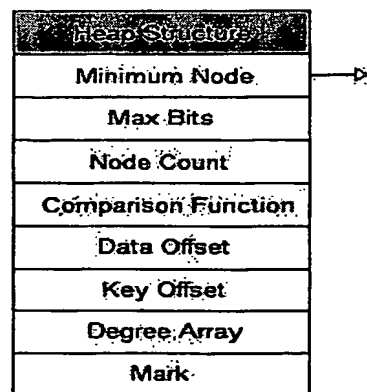 Heap Structure
Minimum Node
Max Bits
Node Count
Comparison Function
Data Offset
Key Offset
Degree Array
Mark